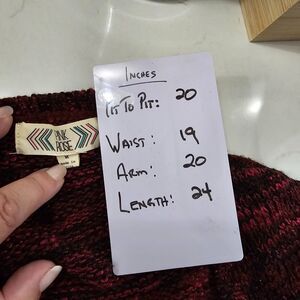 INCHES
PIT TO PIT: 20
WAIST: 19
ARM: 20
LENGTH: 24
PINK
ROSE
M